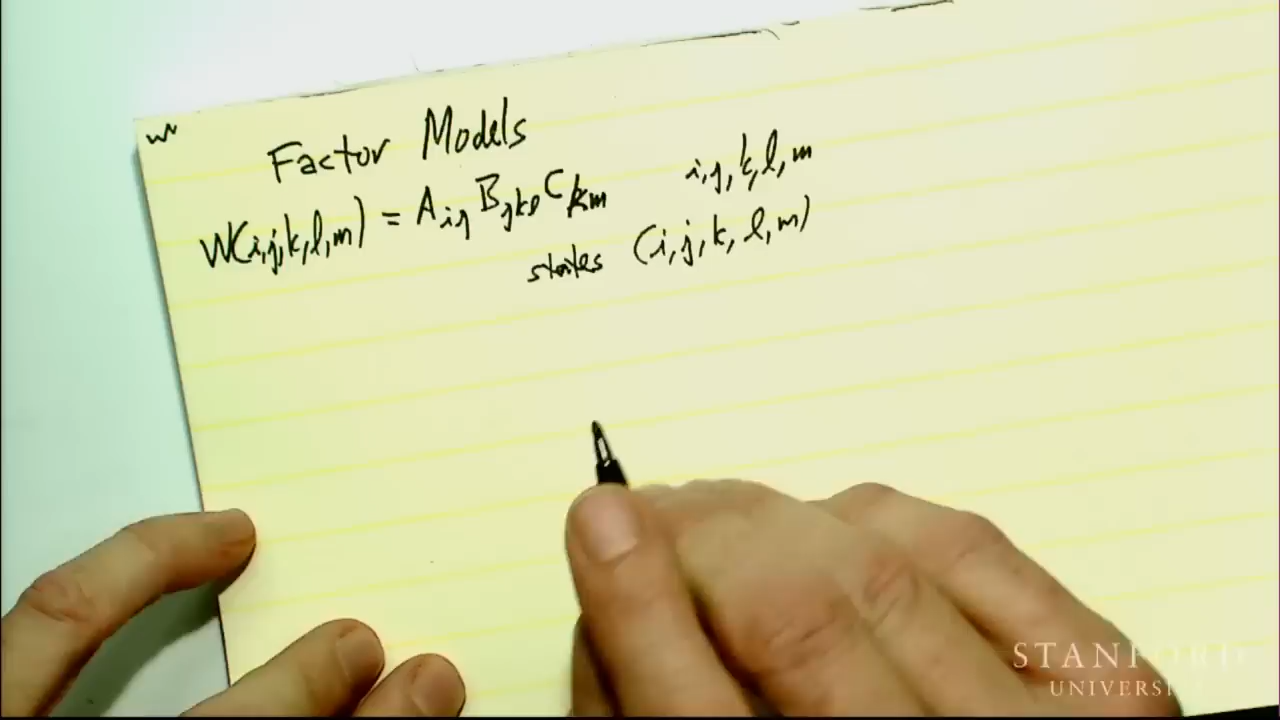 Factor Models
W(i,j,k,l,m) = A_ij B_jkl C_km i,j,k,l,m
states (i,j,k,l,m)
STANFORD
UNIVERSITY